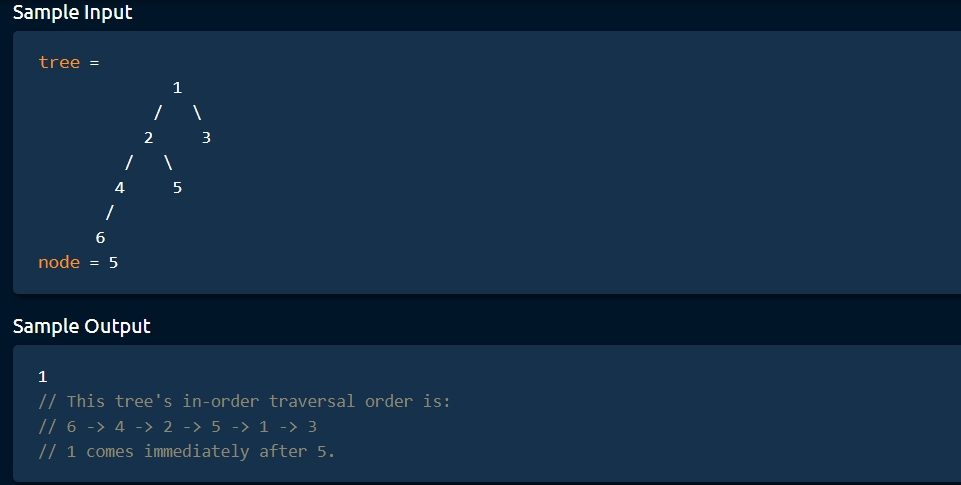 Sample Input
tree =
              1
            /   \
           2     3
         /   \
        4     5
       /
      6
node = 5
Sample Output
1
// This tree's in-order traversal order is:
// 6 -> 4 -> 2 -> 5 -> 1 -> 3
// 1 comes immediately after 5.